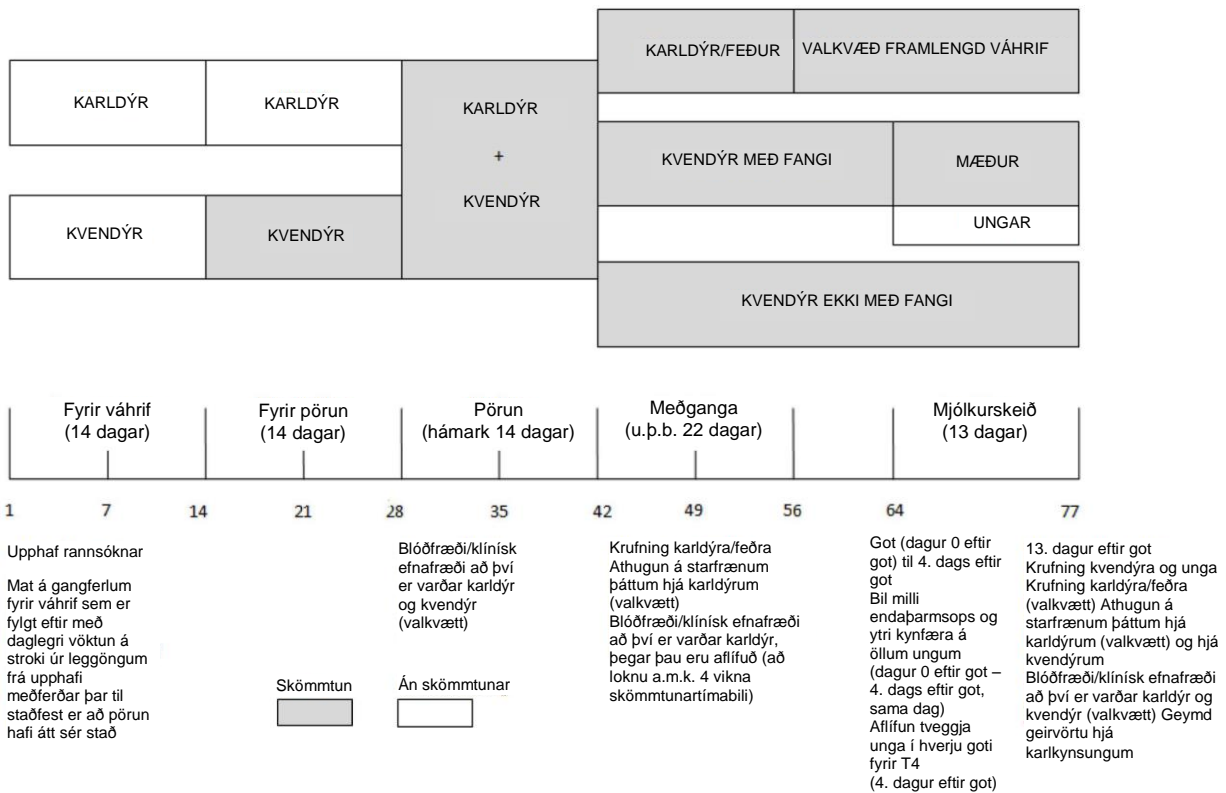 KARLDÝR/FEÐUR
VALKVÆÐ FRAMLENGD VÁHRIF
KARLDÝR
KARLDÝR
KARLDÝR
+
KVENDÝR
KVENDÝR MEÐ FANGI
MÆÐUR
UNGAR
KVENDÝR
KVENDÝR
KVENDÝR EKKI MEÐ FANGI
Fyrir váhrif
(14 dagar)
Fyrir pörun
(14 dagar)
Pörun
(hámark 14 dagar)
Meðganga
(u.þ.b. 22 dagar)
Mjólkurskeið
(13 dagar)
1 7 14 21 28 35 42 49 56 64 77
Upphaf rannsóknar
Mat á gangferlum
fyrir váhrif sem er
fylgt eftir með
daglegri vöktun á
stroki úr leggöngum
frá upphafi
meðferðar þar til
staðfest er að pörun
hafi átt sér stað
Blóðfræði/klínísk
efnafræði að því
er varðar karldýr
og kvendýr
(valkvætt)
Skömmtun
Án skömmtunar
Krufning karldýra/feðra
Athugun á starfrænum
þáttum hjá karldýrum
(valkvætt)
Blóðfræði/klínísk efnafræði
að því er varðar karldýr,
þegar þau eru aflífuð (að
loknu a.m.k. 4 vikna
skömmtunartímabili)
Got (dagur 0 eftir
got) til 4. dags eftir
got
Bil milli
endaþarmsops og
ytri kynfæra á
öllum ungum
(dagur 0 eftir got –
4. dags eftir got,
sama dag)
Aflífun tveggja
unga í hverju goti
fyrir T4
(4. dagur eftir got)
13. dagur eftir got
Krufning kvendýra og unga
Krufning karldýra/feðra
(valkvætt) Athugun á
starfrænum þáttum hjá
karldýrum (valkvætt) og hjá
kvendýrum
Blóðfræði/klínísk efnafræði
að því er varðar karldýr og
kvendýr (valkvætt) Geymd
geirvörtu hjá
karlkynsungum